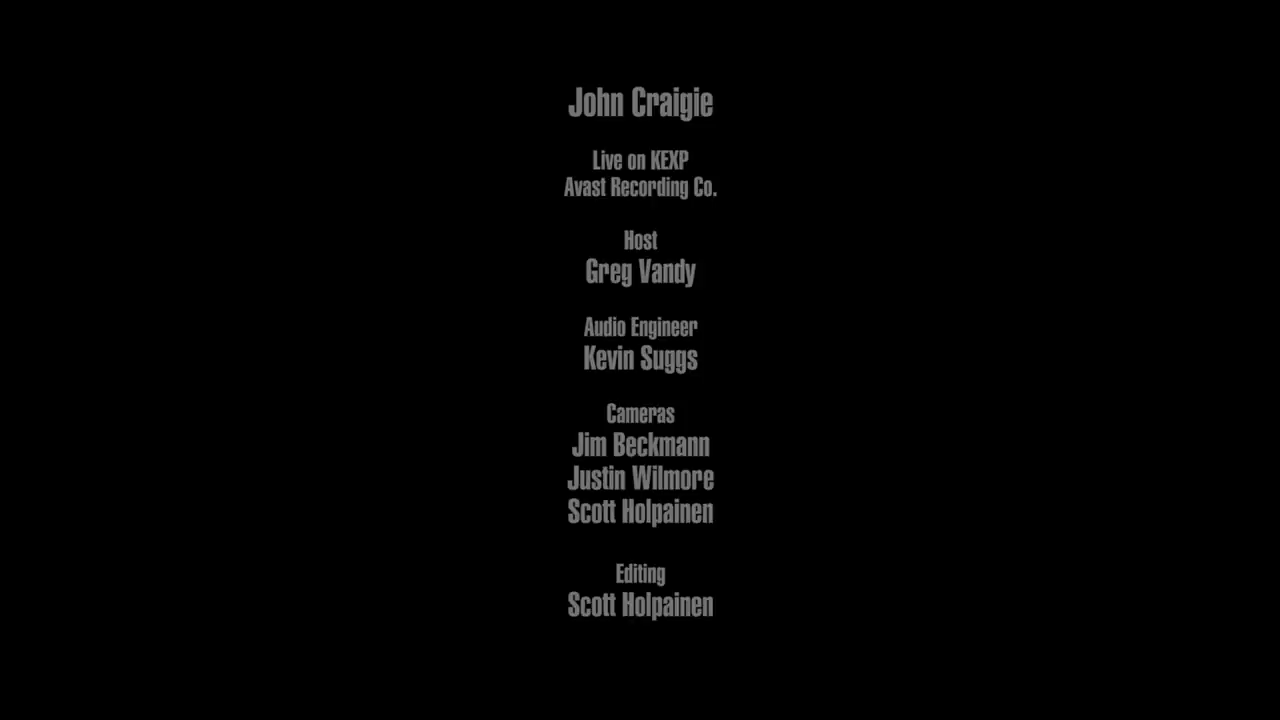 John Craigie
Live on KEXP
Avast Recording Co.
Host
Greg Vandy
Audio Engineer
Kevin Suggs
Cameras
Jim Beckmann
Justin Wilmore
Scott Holpainen
Editing
Scott Holpainen